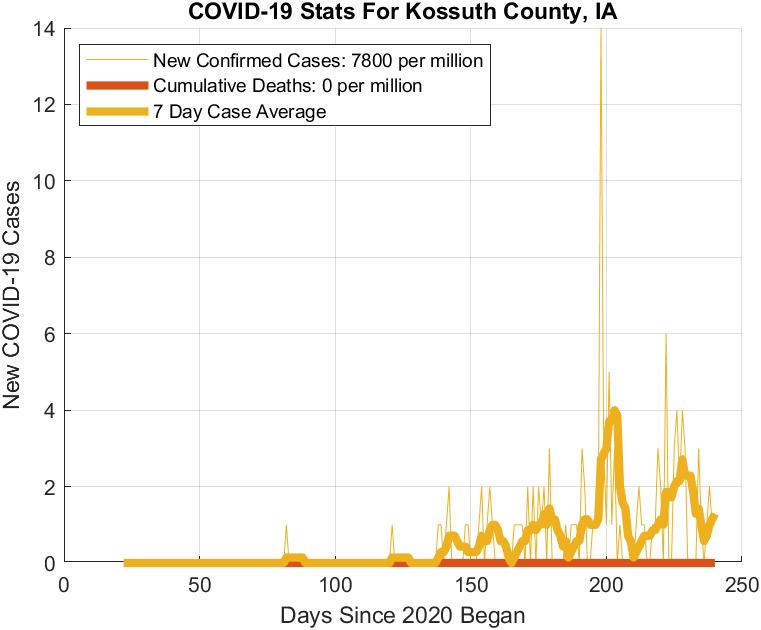 COVID-19 Stats For Kossuth County, IA
New Confirmed Cases: 7800 per million
Cumulative Deaths: 0 per million
7 Day Case Average
New COVID-19 Cases
14
12
10
8
6
4
2
0
0 50 100 150 200 250
Days Since 2020 Began